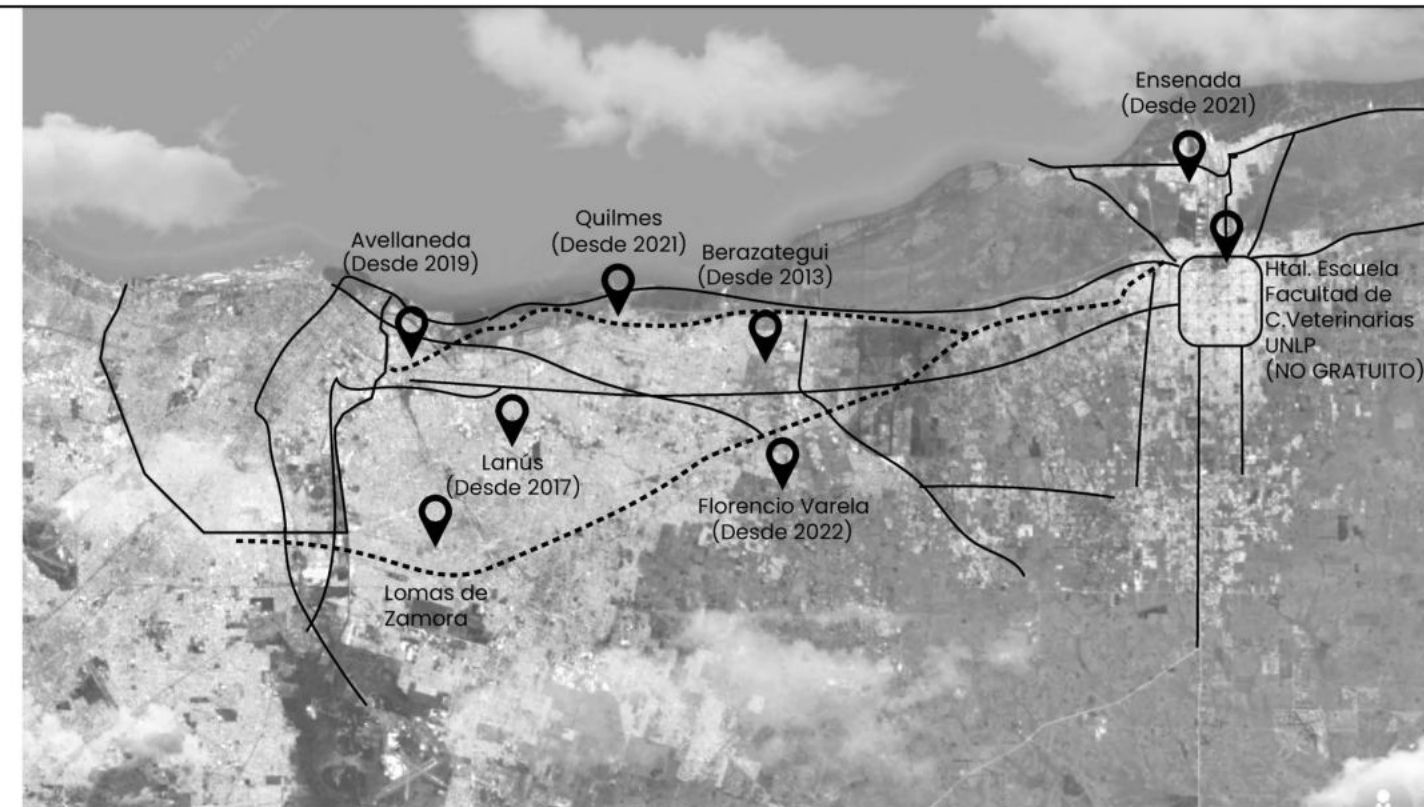 Ensenada
(Desde 2021)
Quilmes
(Desde 2021)
Avellaneda
(Desde 2019)
Berazategui
(Desde 2013)
Htal. Escuela
Facultad de
C.Veterinarias
UNLP
(NO GRATUITO)
Lanús
(Desde 2017)
Florencio Varela
(Desde 2022)
Lomas de
Zamora